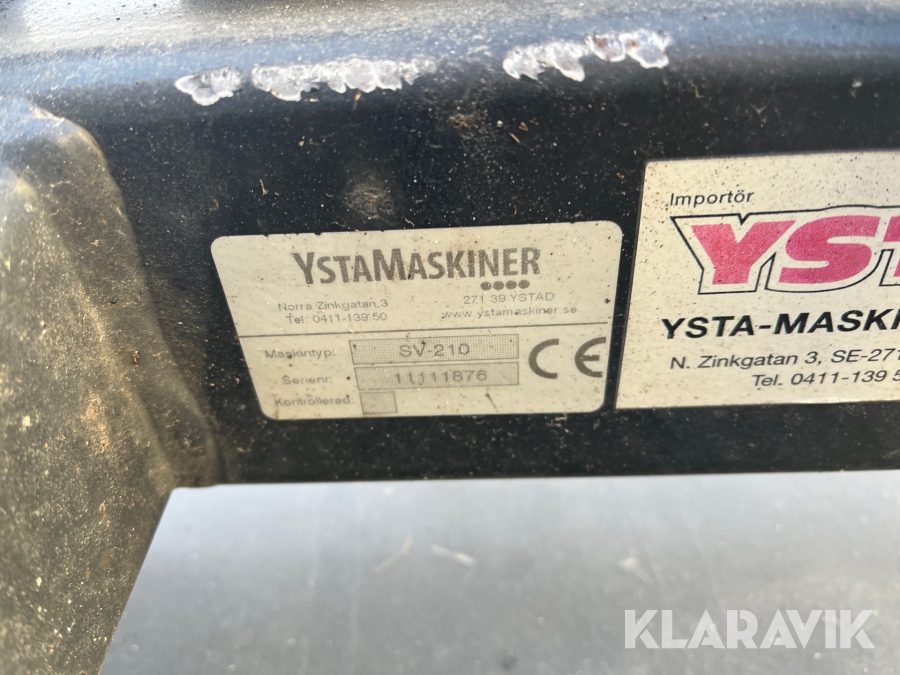 YSTAMASKINER
Norra Zinkgatan 3 271 39 YSTAD
Tel: 0411-139 50 www.ystamaskiner.se
Maskintyp: SV-210
Serienr: 11111876
Kontrollerad:
CE
Importör
YST
YSTA-MASKI
N. Zinkgatan 3, SE-271
Tel. 0411-139 5
KLARAVIK